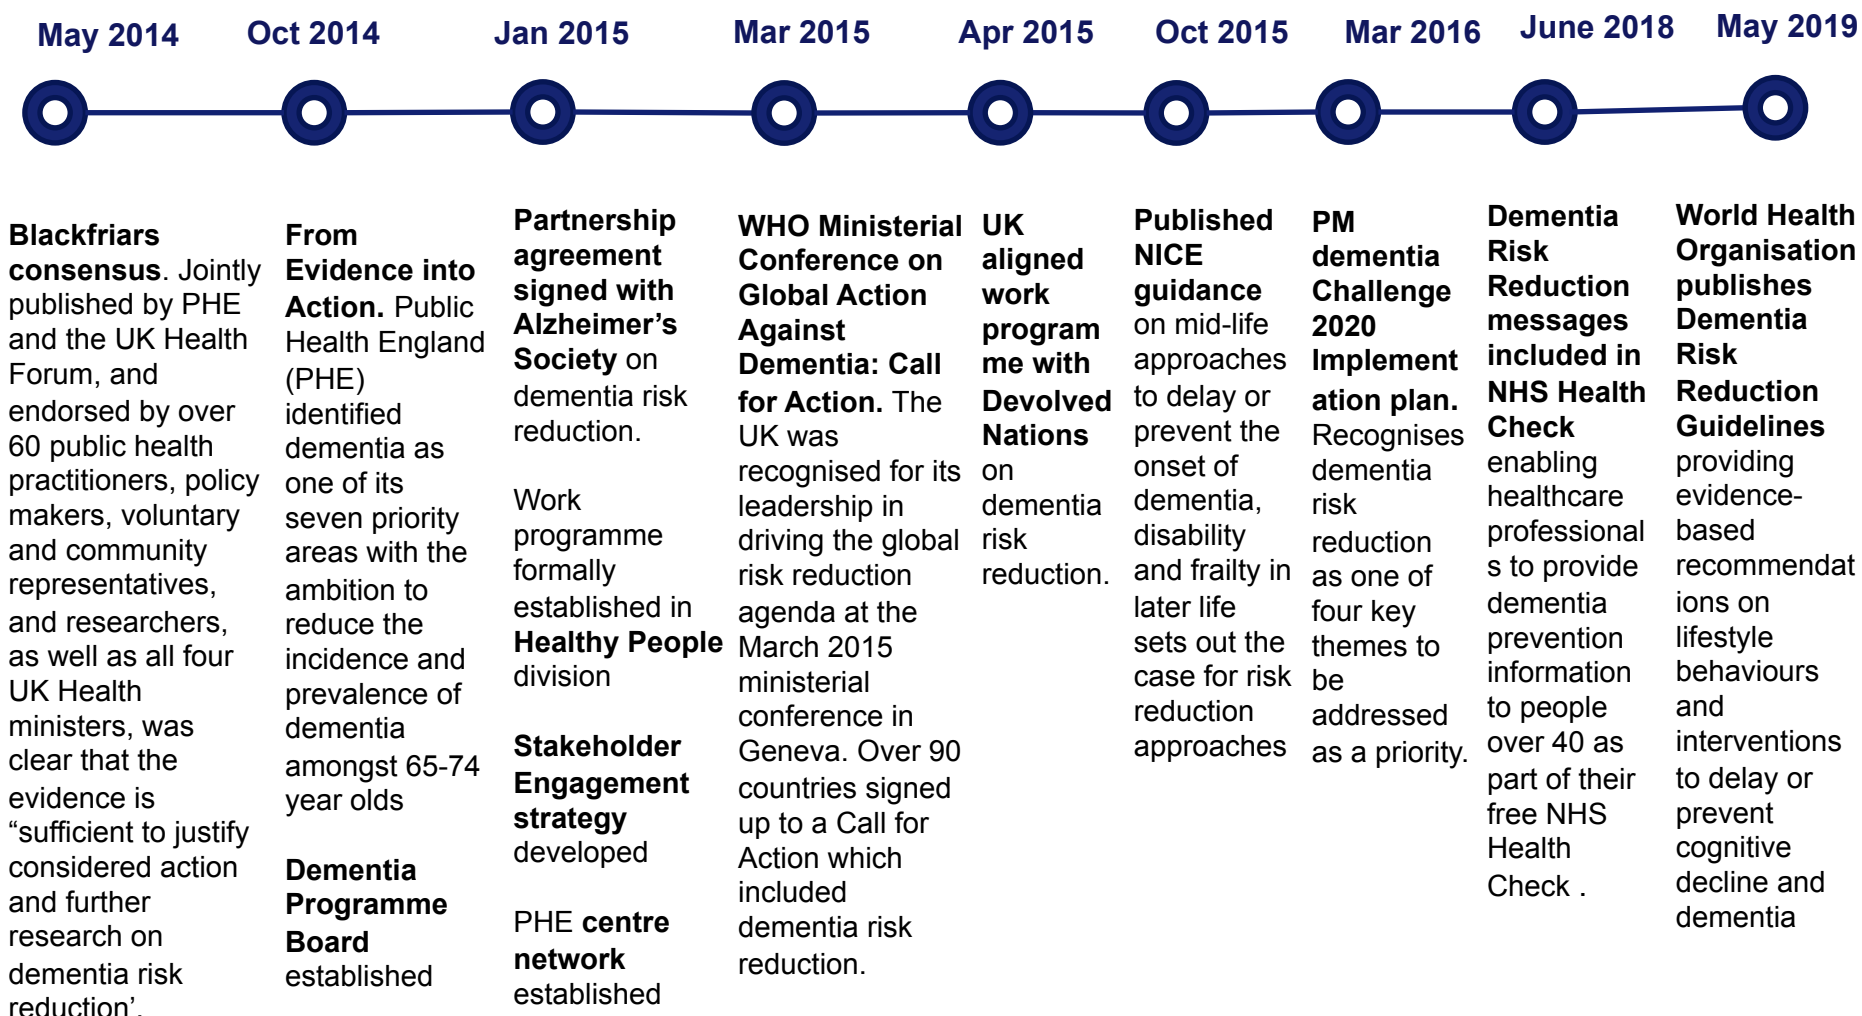 May 2014
Oct 2014
Jan 2015
Mar 2015
Apr 2015
Oct 2015
Mar 2016
June 2018
May 2019
Blackfriars
consensus. Jointly
published by PHE
and the UK Health
Forum, and
endorsed by over
60 public health
practitioners, policy
makers, voluntary
and community
representatives,
and researchers,
as well as all four
UK Health
ministers, was
clear that the
evidence is
“sufficient to justify
considered action
and further
research on
dementia risk
reduction’.
From
Evidence into
Action. Public
Health England
(PHE)
identified
dementia as
one of its
seven priority
areas with the
ambition to
reduce the
incidence and
prevalence of
dementia
amongst 65-74
year olds
Dementia
Programme
Board
established
Partnership
agreement
signed with
Alzheimer’s
Society on
dementia risk
reduction.
Work
programme
formally
established in
Healthy People
division
Stakeholder
Engagement
strategy
developed
PHE centre
network
established
WHO Ministerial
Conference on
Global Action
Against
Dementia: Call
for Action. The
UK was
recognised for its
leadership in
driving the global
risk reduction
agenda at the
March 2015
ministerial
conference in
Geneva. Over 90
countries signed
up to a Call for
Action which
included
dementia risk
reduction.
UK
aligned
work
program
me with
Devolved
Nations
on
dementia
risk
reduction.
Published
NICE
guidance
on mid-life
approaches
to delay or
prevent the
onset of
dementia,
disability
and frailty in
later life
sets out the
case for risk
reduction
approaches
PM
dementia
Challenge
2020
Implement
ation plan.
Recognises
dementia
risk
reduction
as one of
four key
themes to
be
addressed
as a priority.
Dementia
Risk
Reduction
messages
included in
NHS Health
Check
enabling
healthcare
professional
s to provide
dementia
prevention
information
to people
over 40 as
part of their
free NHS
Health
Check .
World Health
Organisation
publishes
Dementia
Risk
Reduction
Guidelines
providing
evidence-
based
recommendat
ions on
lifestyle
behaviours
and
interventions
to delay or
prevent
cognitive
decline and
dementia